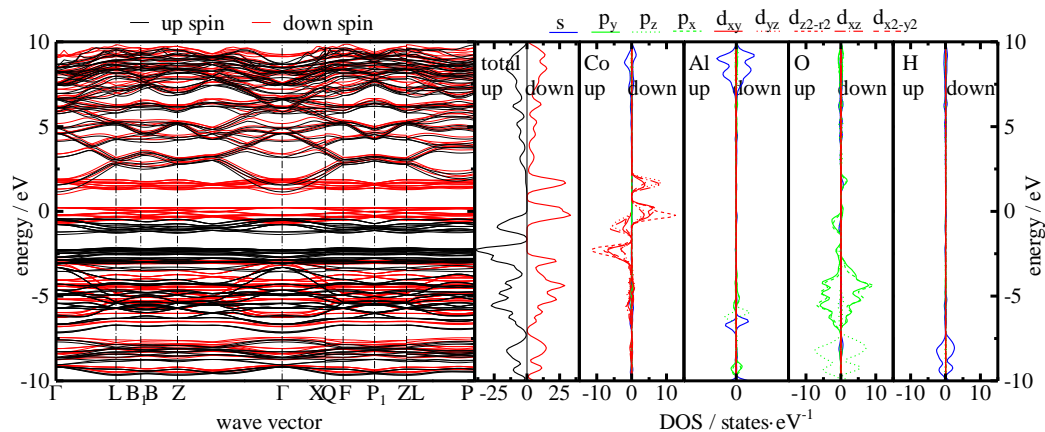 up spin down spin
s p_y p_z p_x d_xy d_yz d_z2-r2 d_xz d_x2-y2
10 10
total Co Al O H
up down up down up down up down up down
5 5
energy / eV 0 0 energy / eV
-5 -5
-10 -10
Γ L B₁ B Z Γ X Q F P₁ Z L P -25 0 25 -10 0 10 -10 0 10 -10 0 10 -10 0 10
wave vector DOS / states·eV⁻¹